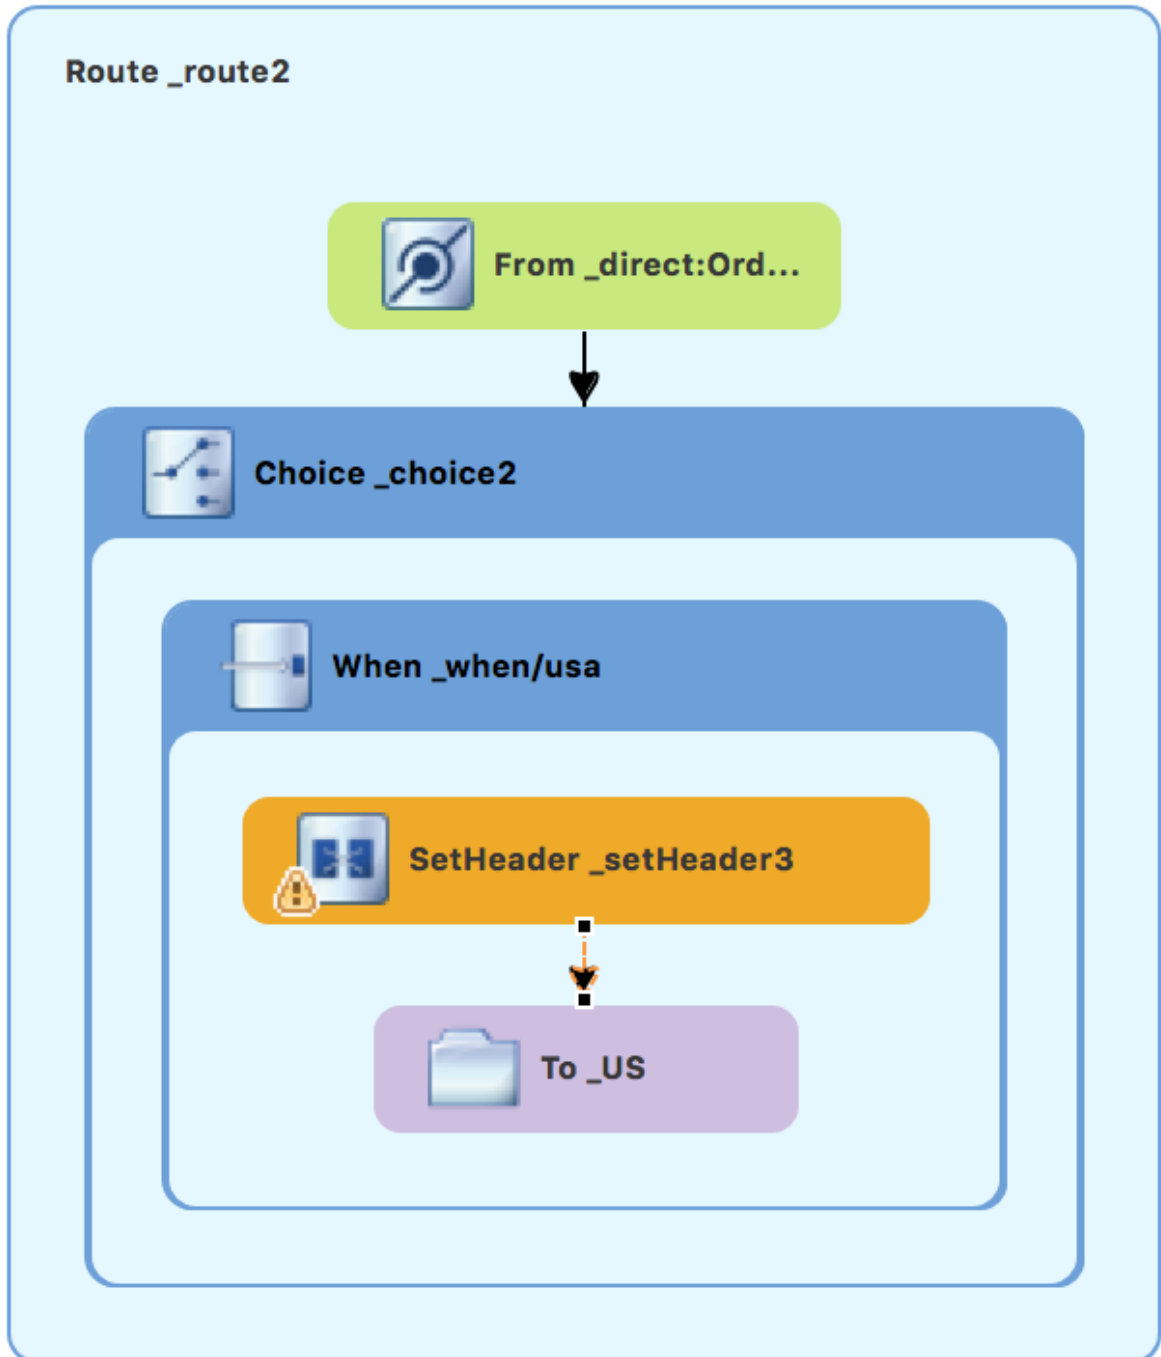 Route _route2
From _direct:Ord...
Choice _choice2
When _when/usa
SetHeader _setHeader3
To _US